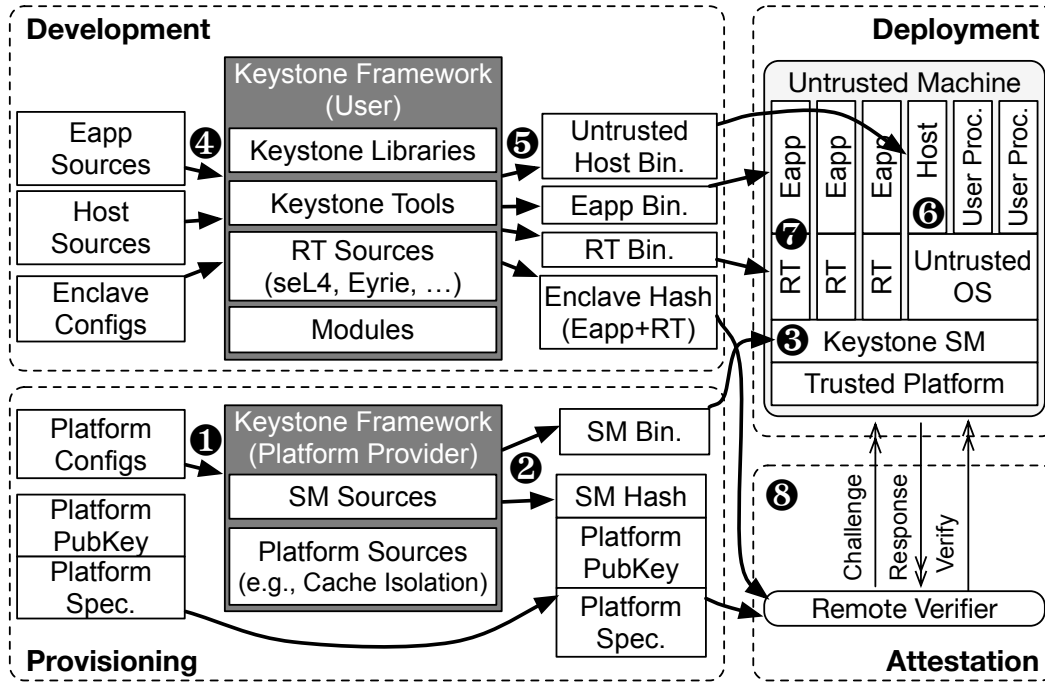 Development
Keystone Framework
(User)
Eapp
Sources
Host
Sources
Enclave
Configs
❹
Keystone Libraries
Keystone Tools
RT Sources
(seL4, Eyrie, …)
Modules
❺
Untrusted
Host Bin.
Eapp Bin.
RT Bin.
Enclave Hash
(Eapp+RT)
Deployment
Untrusted Machine
Eapp
Eapp
Eapp
Host
User Proc.
User Proc.
❻
❼
RT
RT
RT
Untrusted
OS
❸
Keystone SM
Trusted Platform
Platform
Configs
Platform
PubKey
Platform
Spec.
❶
Keystone Framework
(Platform Provider)
SM Sources
Platform Sources
(e.g., Cache Isolation)
❷
SM Bin.
SM Hash
Platform
PubKey
Platform
Spec.
Provisioning
❽
Challenge
Response
Verify
Remote Verifier
Attestation